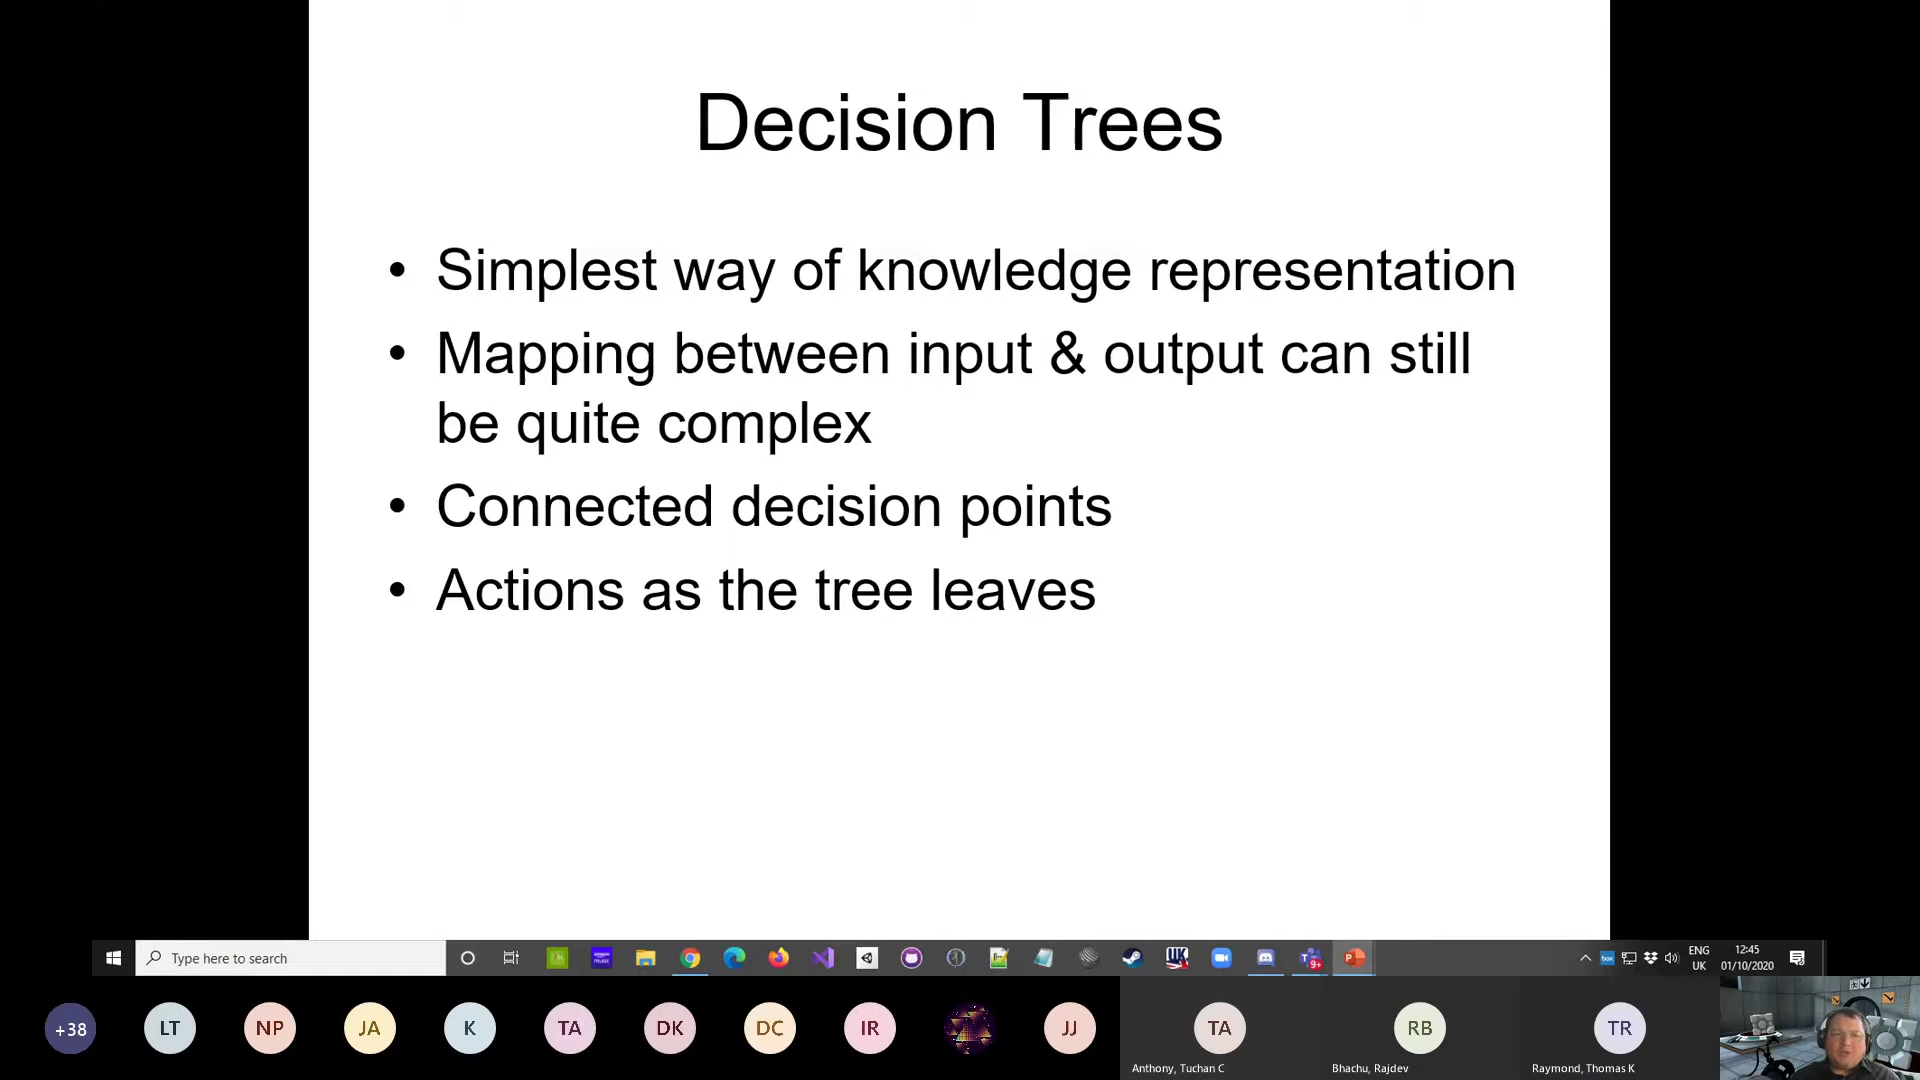 Decision Trees
• Simplest way of knowledge representation
• Mapping between input & output can still
be quite complex
• Connected decision points
• Actions as the tree leaves
Type here to search
ENG
UK
12:45
01/10/2020
+38
LT
NP
JA
K
TA
DK
DC
IR
JJ
TA
Anthony, Tuchan C
RB
Bhachu, Rajdev
TR
Raymond, Thomas K